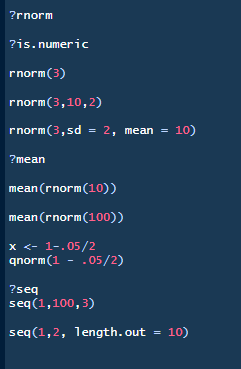 ?rnorm
?is.numeric
rnorm(3)
rnorm(3,10,2)
rnorm(3,sd = 2, mean = 10)
?mean
mean(rnorm(10))
mean(rnorm(100))
x <- 1-.05/2
qnorm(1 - .05/2)
?seq
seq(1,100,3)
seq(1,2, length.out = 10)